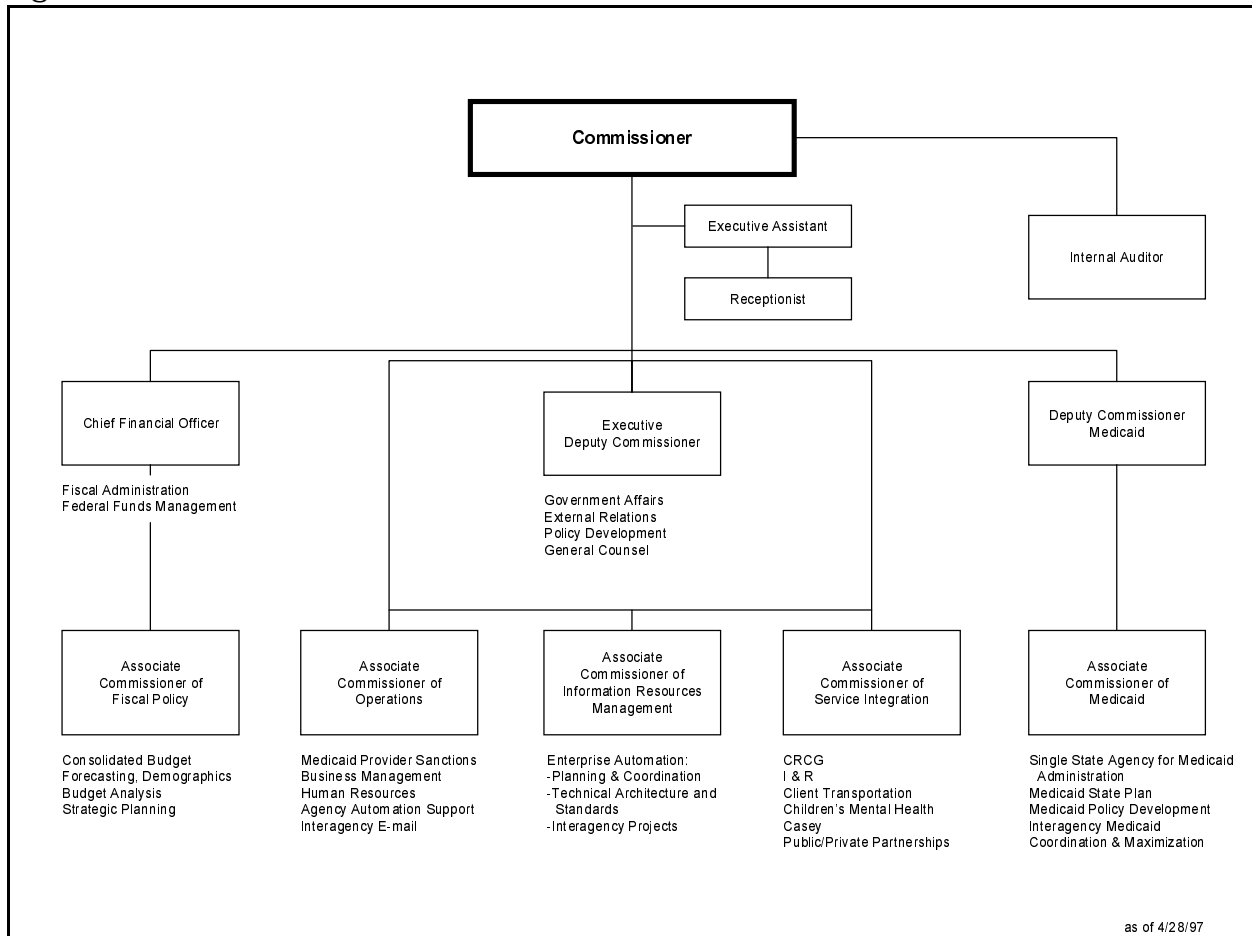 Commissioner
Executive Assistant
Internal Auditor
Receptionist
Chief Financial Officer
Executive
Deputy Commissioner
Deputy Commissioner
Medicaid
Fiscal Administration
Federal Funds Management
Government Affairs
External Relations
Policy Development
General Counsel
Associate
Commissioner of
Fiscal Policy
Associate
Commissioner of
Operations
Associate
Commissioner of
Information Resources
Management
Associate
Commissioner of
Service Integration
Associate
Commissioner of
Medicaid
Consolidated Budget
Forecasting, Demographics
Budget Analysis
Strategic Planning
Medicaid Provider Sanctions
Business Management
Human Resources
Agency Automation Support
Interagency E-mail
Enterprise Automation:
-Planning & Coordination
-Technical Architecture and
Standards
-Interagency Projects
CRCG
I & R
Client Transportation
Children's Mental Health
Casey
Public/Private Partnerships
Single State Agency for Medicaid
Administration
Medicaid State Plan
Medicaid Policy Development
Interagency Medicaid
Coordination & Maximization
as of 4/28/97